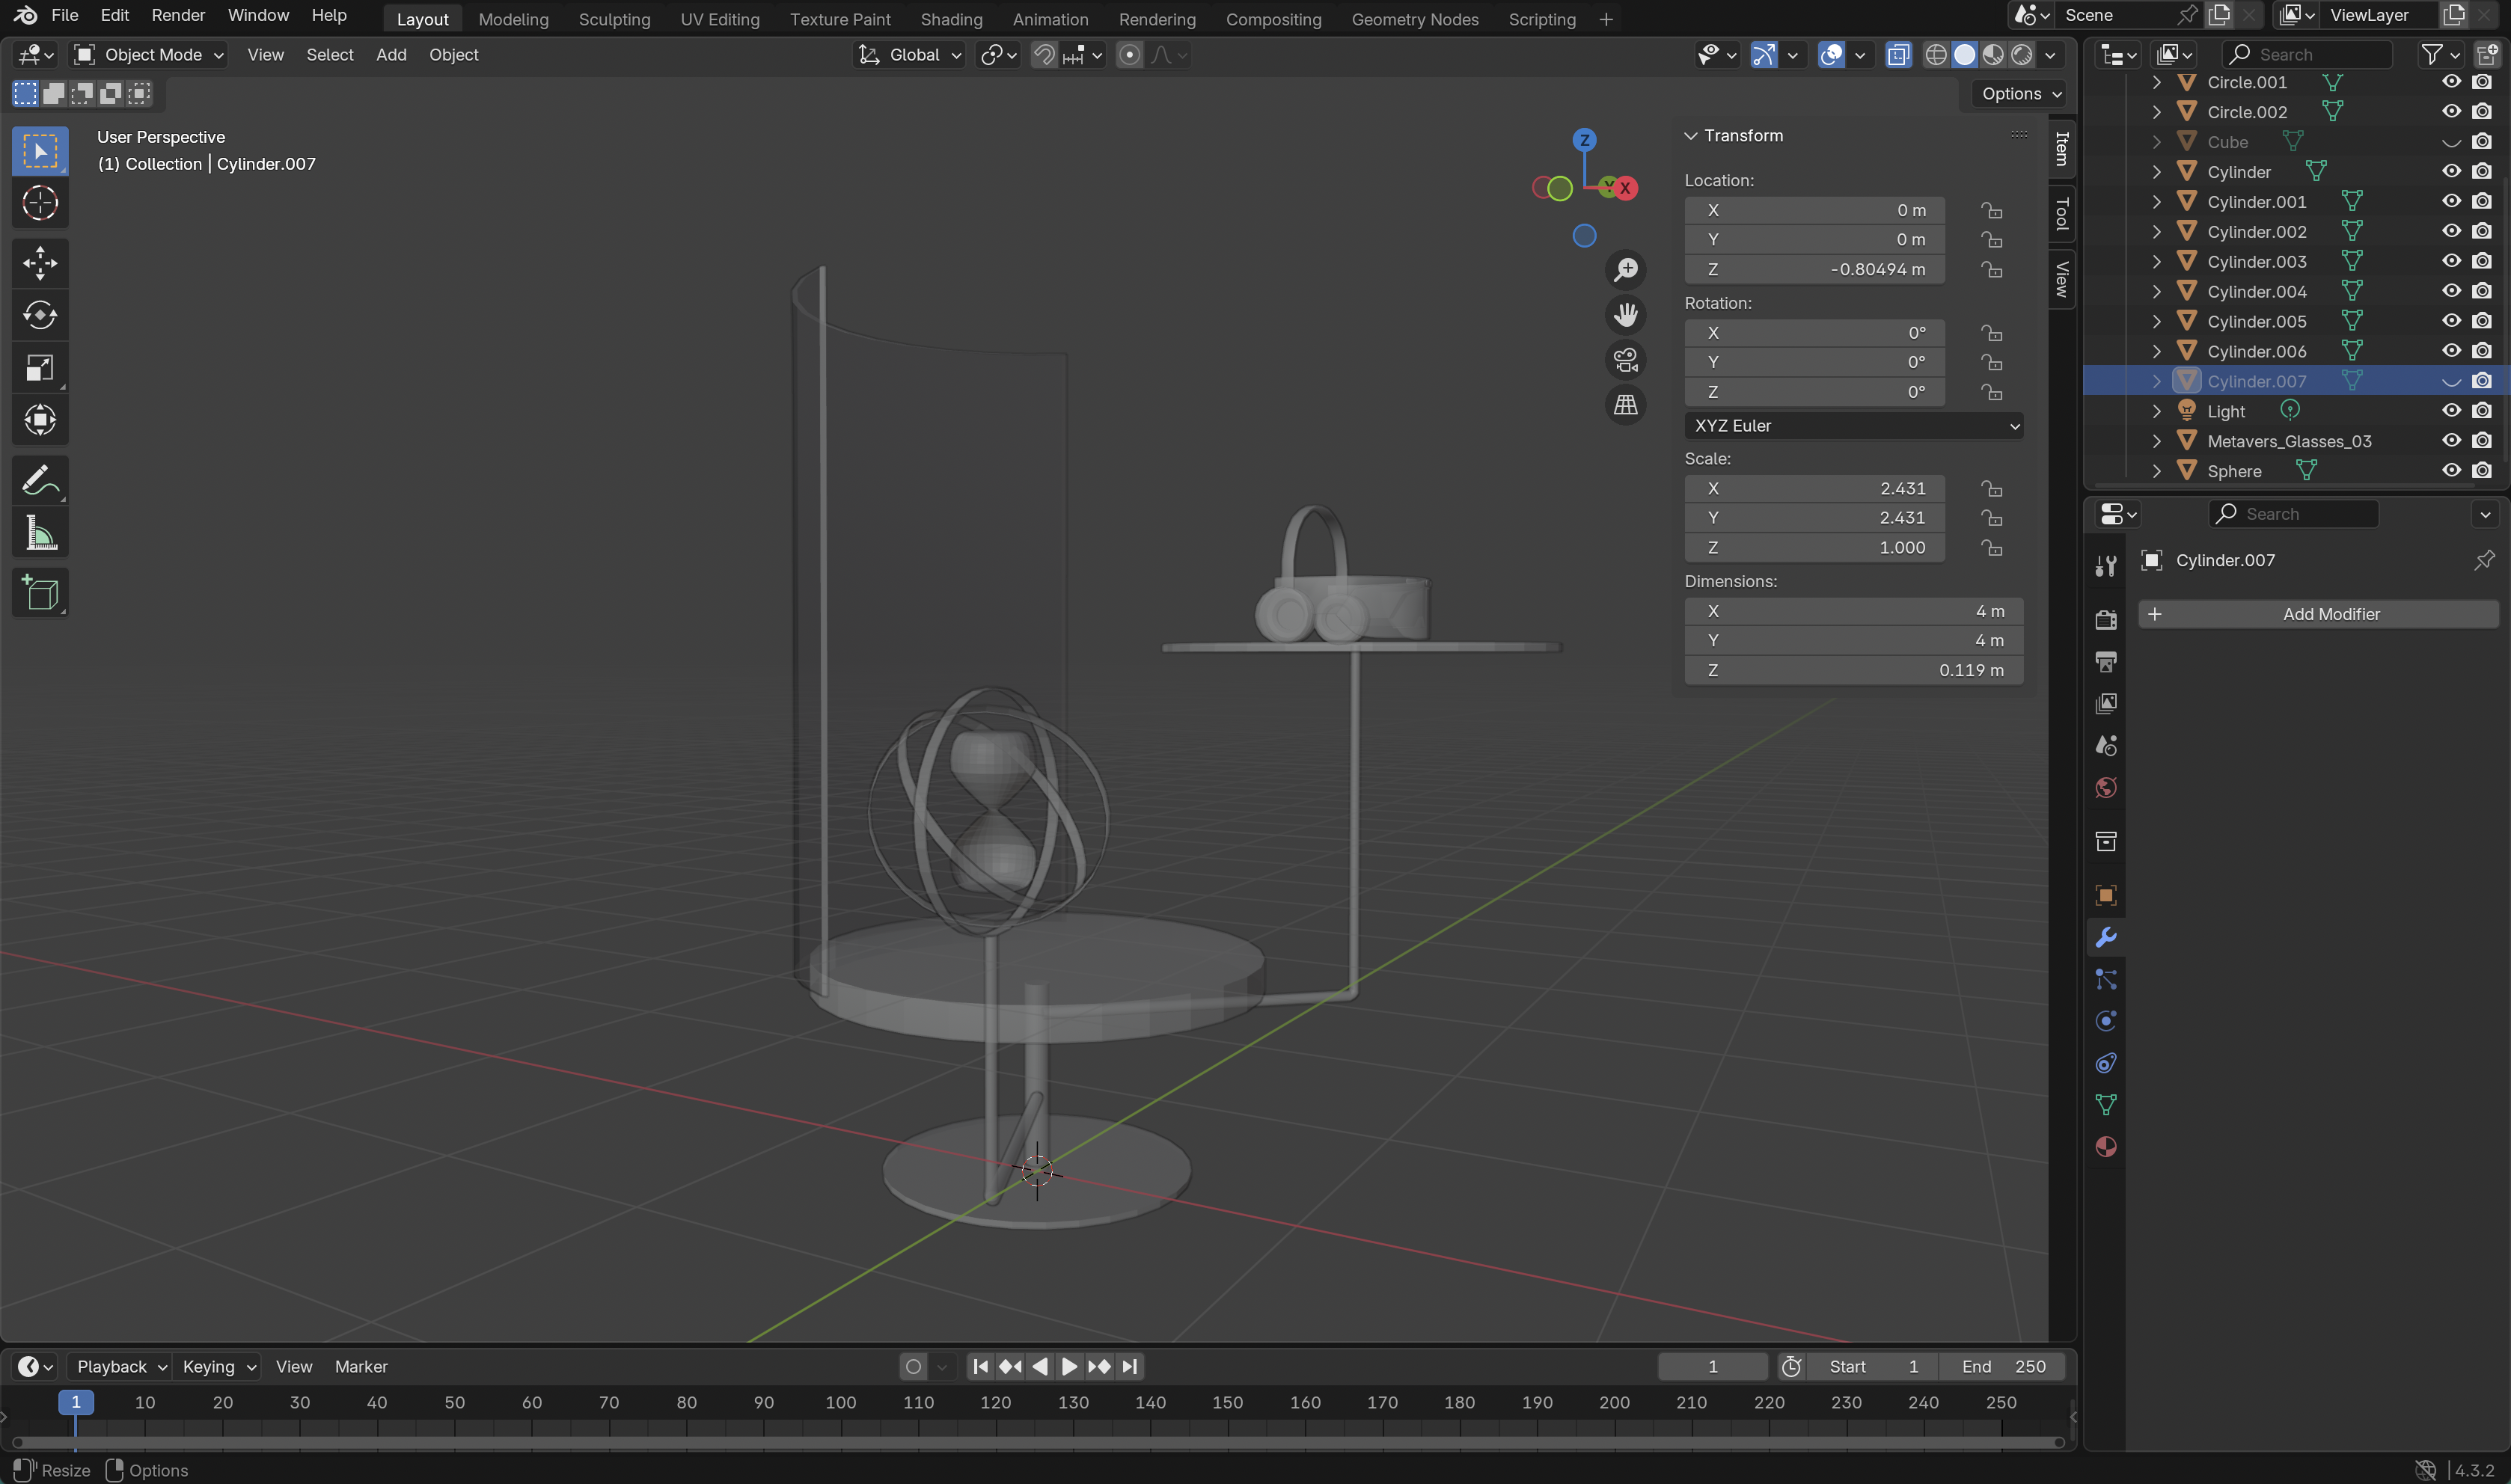 File Edit Render Window Help
Layout Modeling Sculpting UV Editing Texture Paint Shading Animation Rendering Compositing Geometry Nodes Scripting +
Scene
ViewLayer
Object Mode View Select Add Object
Global
Search
Options
User Perspective
(1) Collection | Cylinder.007
Z
Y
X
Transform
Location:
X 0 m
Y 0 m
Z -0.80494 m
Rotation:
X 0°
Y 0°
Z 0°
XYZ Euler
Scale:
X 2.431
Y 2.431
Z 1.000
Dimensions:
X 4 m
Y 4 m
Z 0.119 m
Item
Tool
View
Circle.001
Circle.002
Cube
Cylinder
Cylinder.001
Cylinder.002
Cylinder.003
Cylinder.004
Cylinder.005
Cylinder.006
Cylinder.007
Light
Metavers_Glasses_03
Sphere
Search
Cylinder.007
+ Add Modifier
Playback Keying View Marker
1
Start 1
End 250
1 10 20 30 40 50 60 70 80 90 100 110 120 130 140 150 160 170 180 190 200 210 220 230 240 250
Resize Options
4.3.2